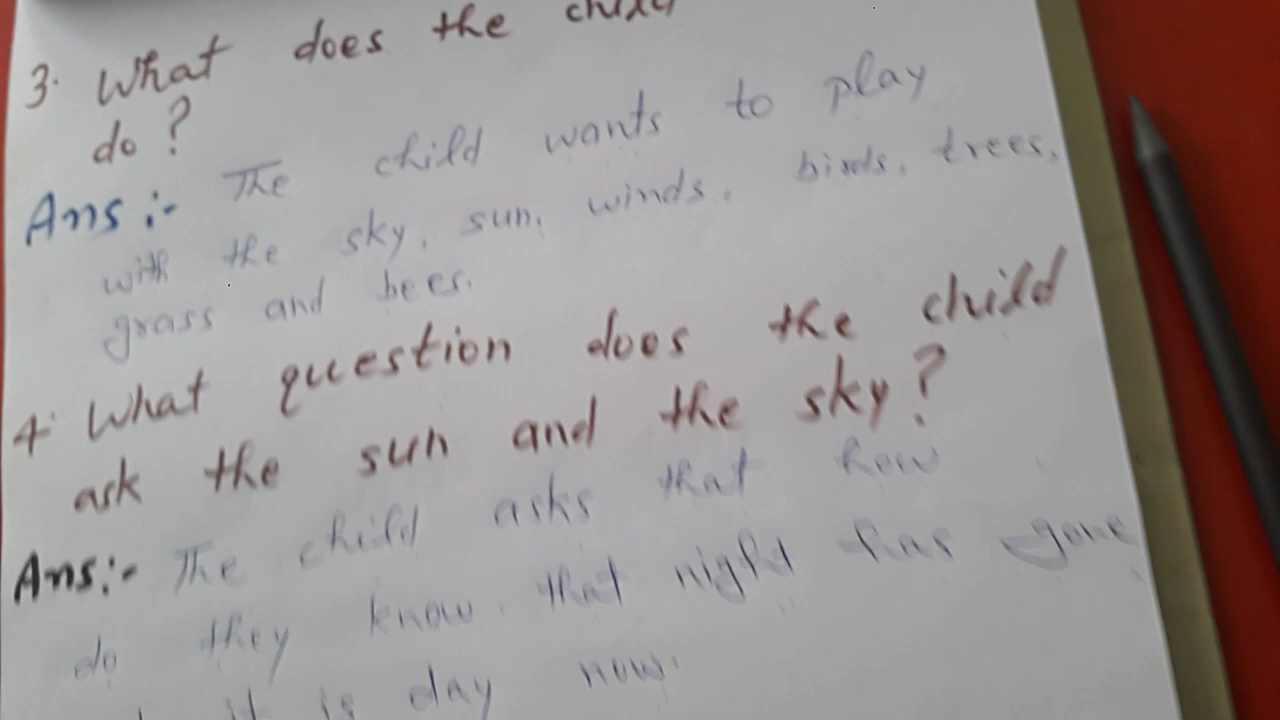 3. What does the child
do ?
Ans :- The child wants to play
with the sky, sun, winds, birds, trees,
grass and bees.
4. What question does the child
ask the sun and the sky?
Ans:- The child asks that how
do they know that night has gone
it is day now.